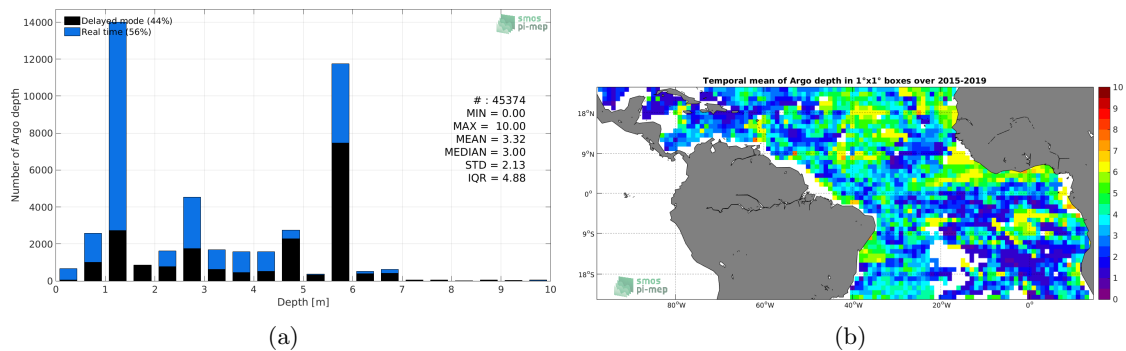 Delayed mode (44%)
Real time (56%)
smos
pi-mep
# : 45374
MIN = 0.00
MAX = 10.00
MEAN = 3.32
MEDIAN = 3.00
STD = 2.13
IQR = 4.88
14000
12000
10000
8000
6000
4000
2000
0
Number of Argo depth
0 1 2 3 4 5 6 7 8 9 10
Depth [m]
(a)
Temporal mean of Argo depth in 1°x1° boxes over 2015-2019
18°N
9°N
0°
9°S
18°S
80°W 60°W 40°W 20°W 0°
10
9
8
7
6
5
4
3
2
1
0
smos
pi-mep
(b)